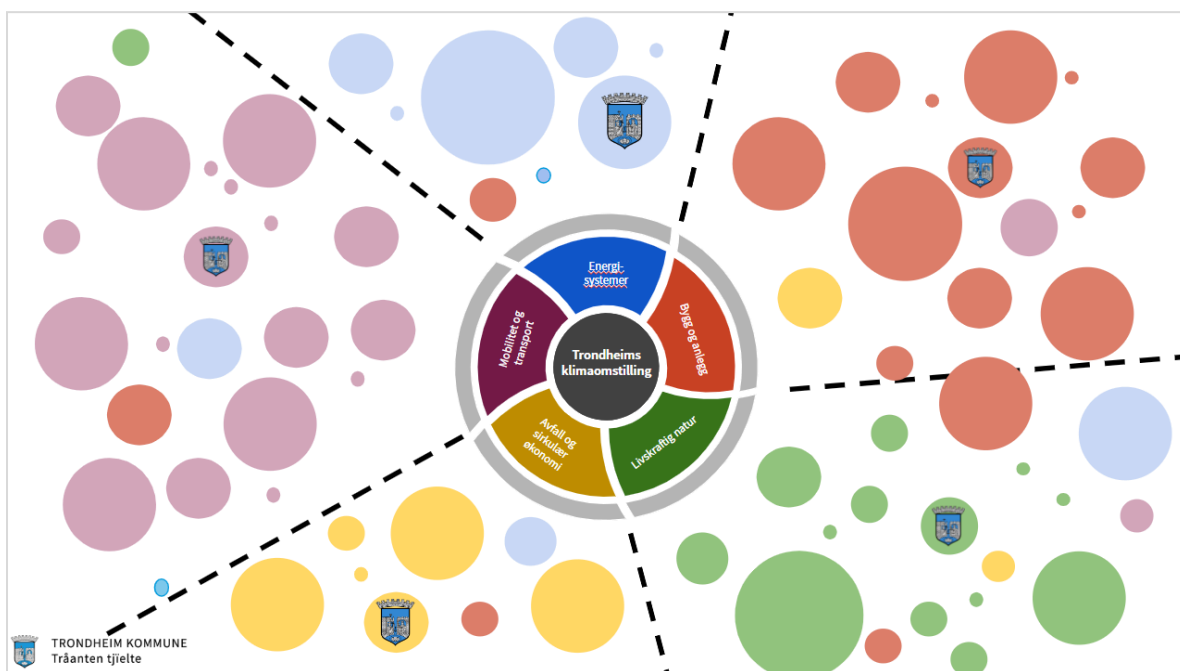 Energi-
systemer
Mobilitet og
transport
Bygg og anlegg
Trondheims
klimaomstilling
Avfall og
sirkulær
økonomi
Livskraftig natur
TRONDHEIM KOMMUNE
Tråanten tjïelte